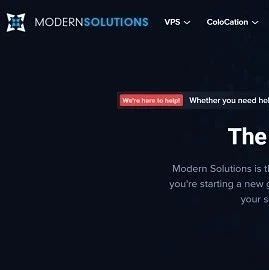 MODERNSOLUTIONS VPS ColoCation
We're here to help! Whether you need hel
The
Modern Solutions is t
you're starting a new g
your s